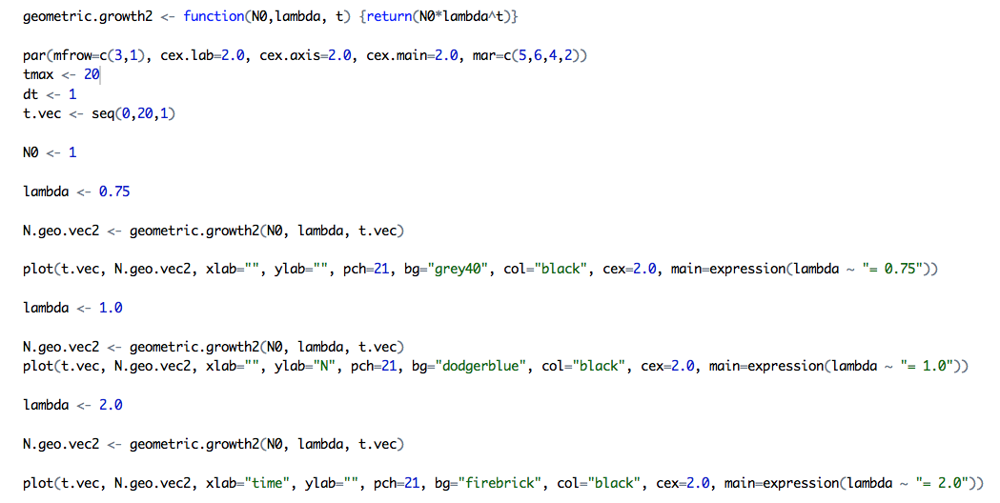 geometric.growth2 <- function(N0,lambda, t) {return(N0*lambda^t)}
par(mfrow=c(3,1), cex.lab=2.0, cex.axis=2.0, cex.main=2.0, mar=c(5,6,4,2))
tmax <- 20
dt <- 1
t.vec <- seq(0,20,1)
N0 <- 1
lambda <- 0.75
N.geo.vec2 <- geometric.growth2(N0, lambda, t.vec)
plot(t.vec, N.geo.vec2, xlab="", ylab="", pch=21, bg="grey40", col="black", cex=2.0, main=expression(lambda ~ "= 0.75"))
lambda <- 1.0
N.geo.vec2 <- geometric.growth2(N0, lambda, t.vec)
plot(t.vec, N.geo.vec2, xlab="", ylab="N", pch=21, bg="dodgerblue", col="black", cex=2.0, main=expression(lambda ~ "= 1.0"))
lambda <- 2.0
N.geo.vec2 <- geometric.growth2(N0, lambda, t.vec)
plot(t.vec, N.geo.vec2, xlab="time", ylab="", pch=21, bg="firebrick", col="black", cex=2.0, main=expression(lambda ~ "= 2.0"))